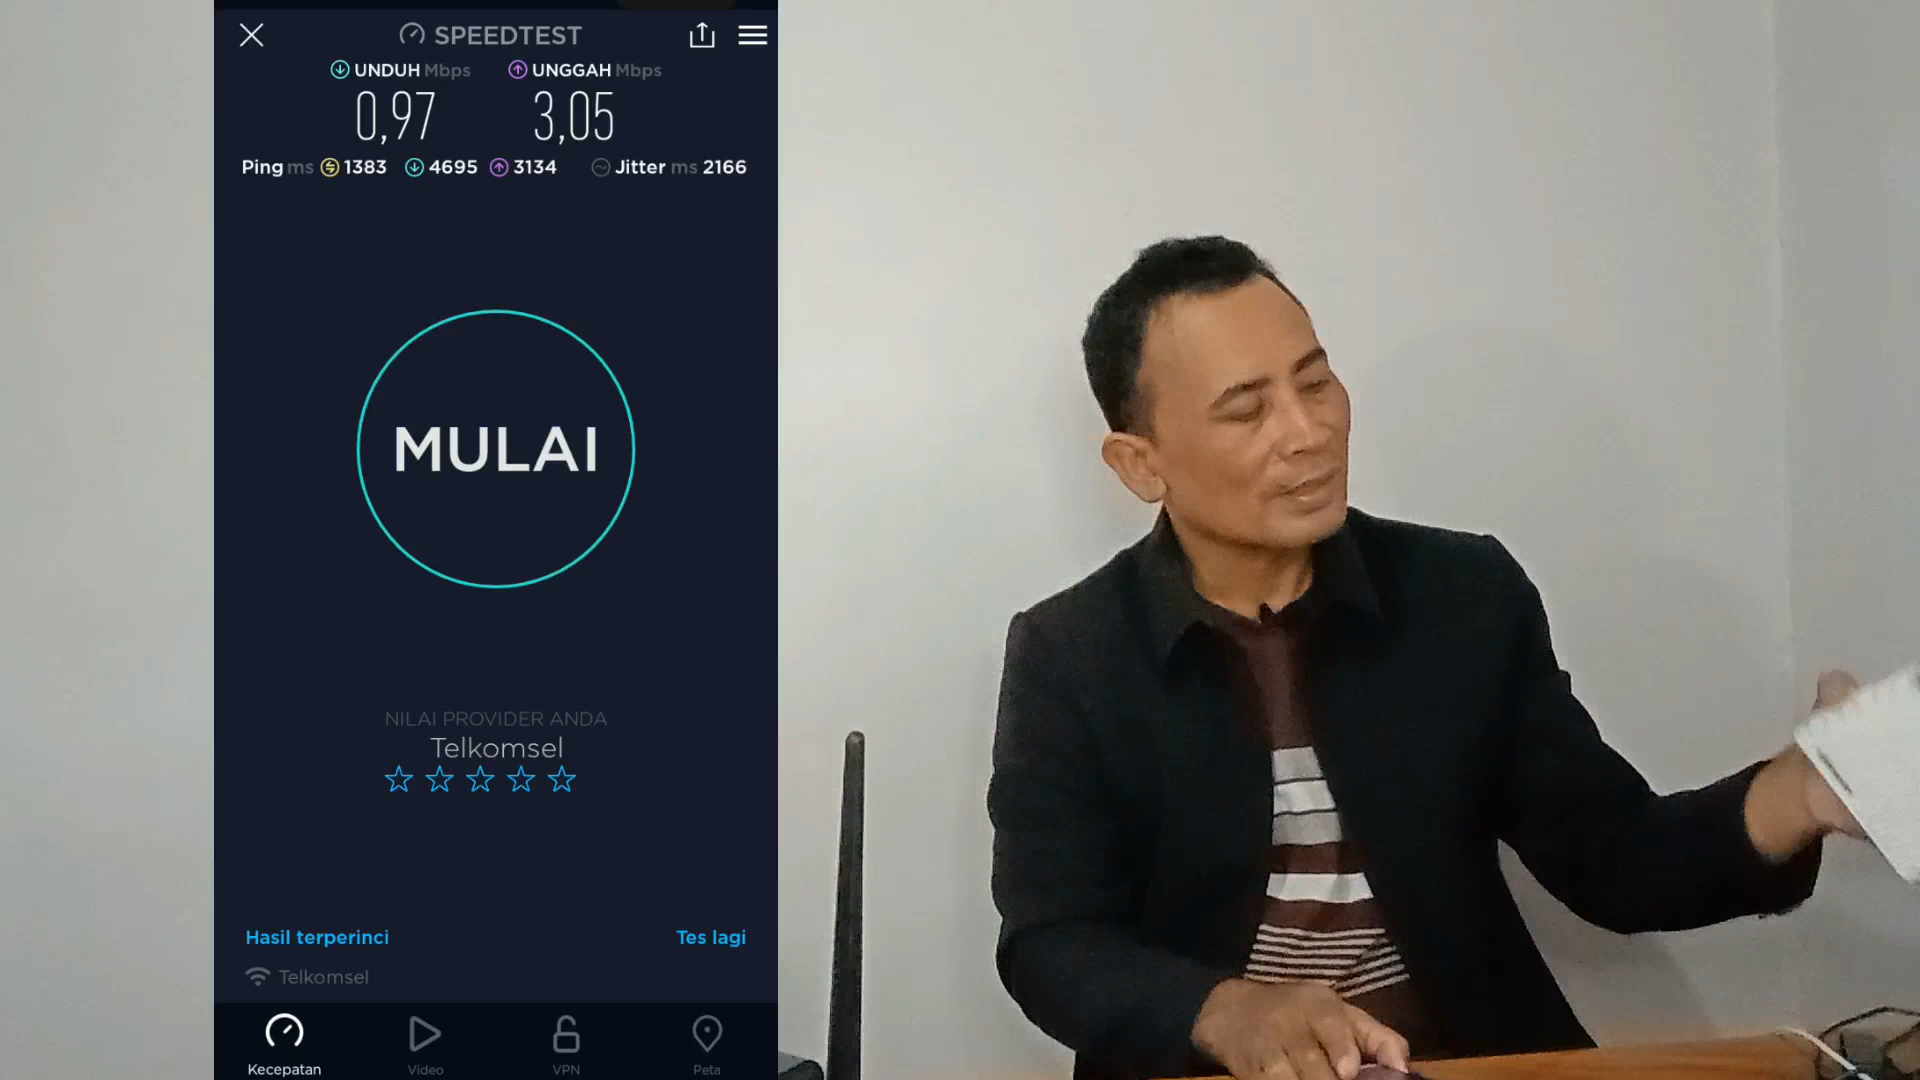 SPEEDTEST
UNDUH Mbps UNGGAH Mbps
0,97 3,05
Ping ms 1383 4695 3134 Jitter ms 2166
MULAI
NILAI PROVIDER ANDA
Telkomsel
Hasil terperinci Tes lagi
Telkomsel
Kecepatan Video VPN Peta